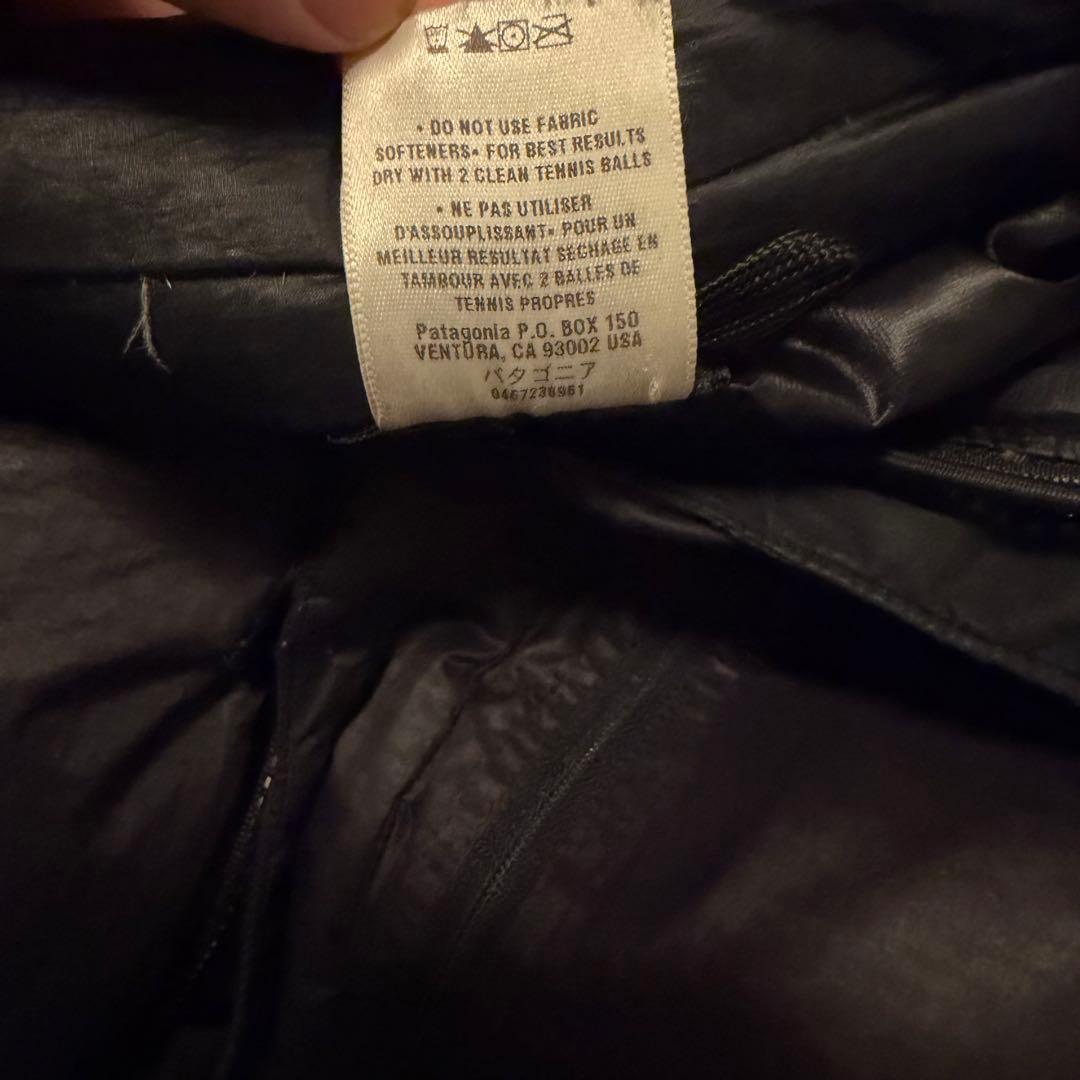 • DO NOT USE FABRIC
SOFTENERS• FOR BEST RESULTS
DRY WITH 2 CLEAN TENNIS BALLS
• NE PAS UTILISER
D'ASSOUPLISSANT• POUR UN
MEILLEUR RESULTAT SECHAGE EN
TAMBOUR AVEC 2 BALLES DE
TENNIS PROPRES
Patagonia P.O. BOX 150
VENTURA, CA 93002 USA
パタゴニア